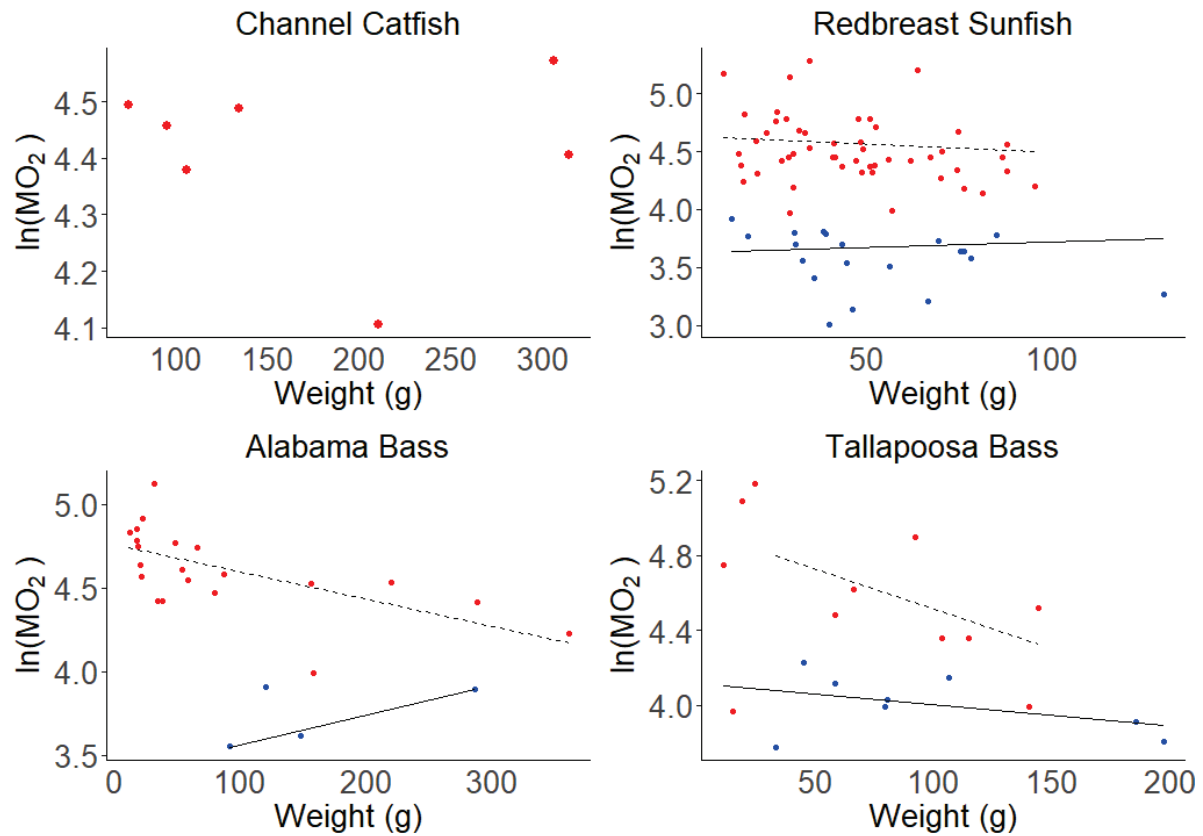 Channel Catfish
ln(MO₂ )
4.5
4.4
4.3
4.2
4.1
100 150 200 250 300
Weight (g)
Redbreast Sunfish
ln(MO₂ )
5.0
4.5
4.0
3.5
3.0
50 100
Weight (g)
Alabama Bass
ln(MO₂ )
5.0
4.5
4.0
3.5
0 100 200 300
Weight (g)
Tallapoosa Bass
ln(MO₂ )
5.2
4.8
4.4
4.0
50 100 150 200
Weight (g)